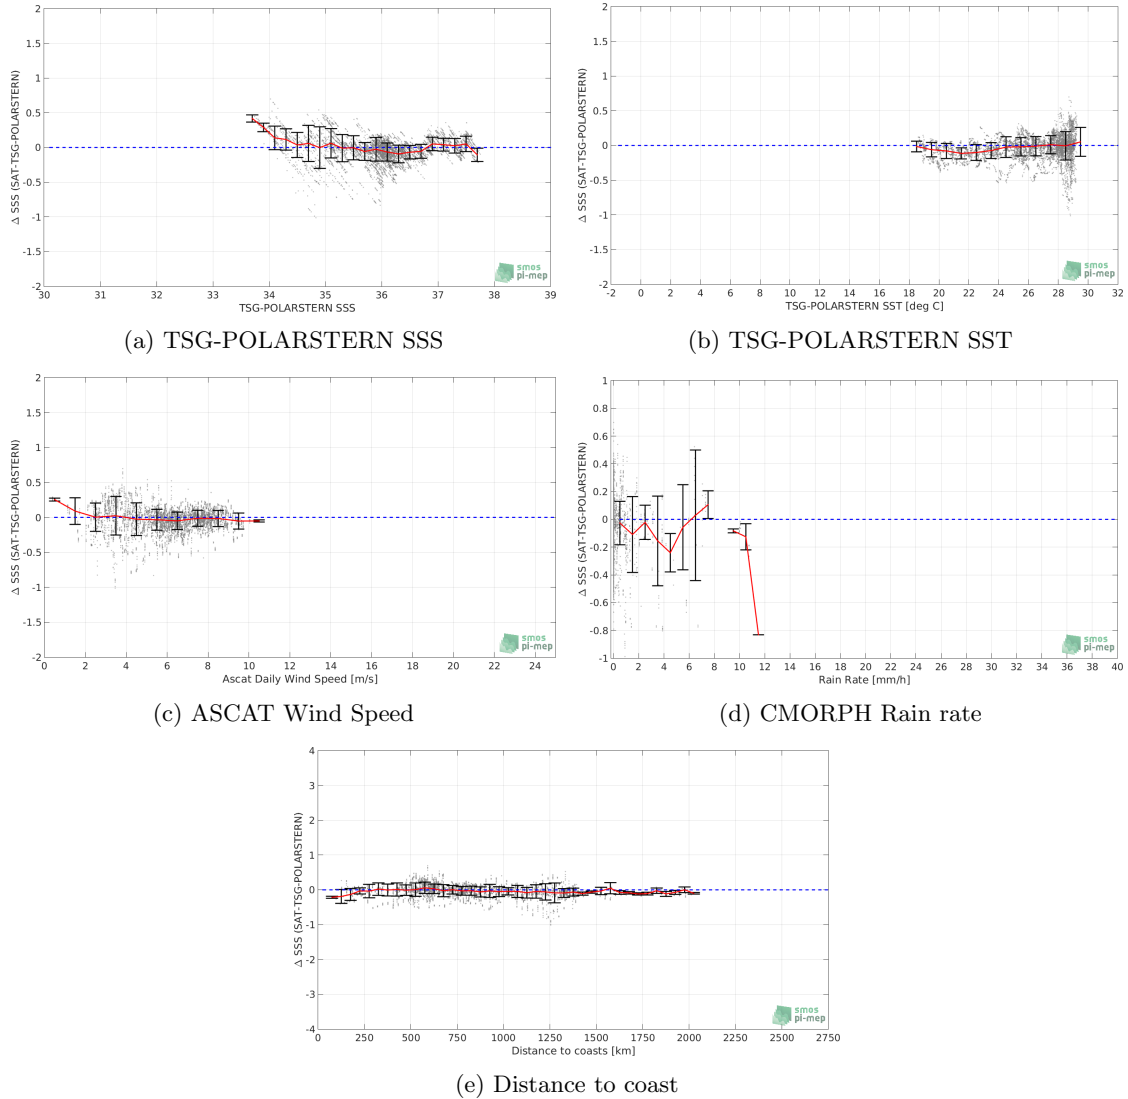 2
1.5
1
0.5
0
-0.5
-1
-1.5
-2
Δ SSS (SAT-TSG-POLARSTERN)
30 31 32 33 34 35 36 37 38 39
TSG-POLARSTERN SSS
smos
pi-mep
(a) TSG-POLARSTERN SSS
2
1.5
1
0.5
0
-0.5
-1
-1.5
-2
Δ SSS (SAT-TSG-POLARSTERN)
-2 0 2 4 6 8 10 12 14 16 18 20 22 24 26 28 30 32
TSG-POLARSTERN SST [deg C]
smos
pi-mep
(b) TSG-POLARSTERN SST
2
1.5
1
0.5
0
-0.5
-1
-1.5
-2
Δ SSS (SAT-TSG-POLARSTERN)
0 2 4 6 8 10 12 14 16 18 20 22 24
Ascat Daily Wind Speed [m/s]
smos
pi-mep
(c) ASCAT Wind Speed
1
0.8
0.6
0.4
0.2
0
-0.2
-0.4
-0.6
-0.8
-1
Δ SSS (SAT-TSG-POLARSTERN)
0 2 4 6 8 10 12 14 16 18 20 22 24 26 28 30 32 34 36 38 40
Rain Rate [mm/h]
smos
pi-mep
(d) CMORPH Rain rate
4
3
2
1
0
-1
-2
-3
-4
Δ SSS (SAT-TSG-POLARSTERN)
0 250 500 750 1000 1250 1500 1750 2000 2250 2500 2750
Distance to coasts [km]
smos
pi-mep
(e) Distance to coast